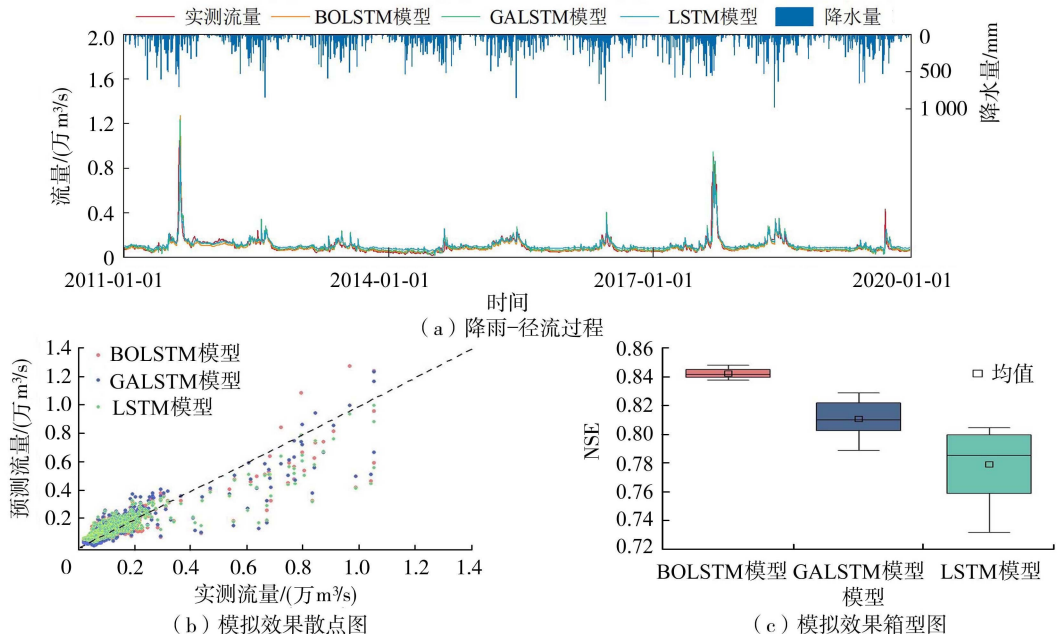 实测流量 BOLSTM模型 GALSTM模型 LSTM模型 降水量
2.0
1.6
1.2
0.8
0.4
0
流量/(万m³/s)
0
500
1 000
降水量/mm
2011-01-01 2014-01-01 2017-01-01 2020-01-01
时间
(a)降雨-径流过程
1.4
1.2
1.0
0.8
0.6
0.4
0.2
预测流量/(万m³/s)
BOLSTM模型
GALSTM模型
LSTM模型
0 0.2 0.4 0.6 0.8 1.0 1.2 1.4
实测流量/(万m³/s)
(b)模拟效果散点图
0.86
0.84
0.82
0.80
0.78
0.76
0.74
0.72
NSE
均值
BOLSTM模型 GALSTM模型 LSTM模型
模型
(c)模拟效果箱型图